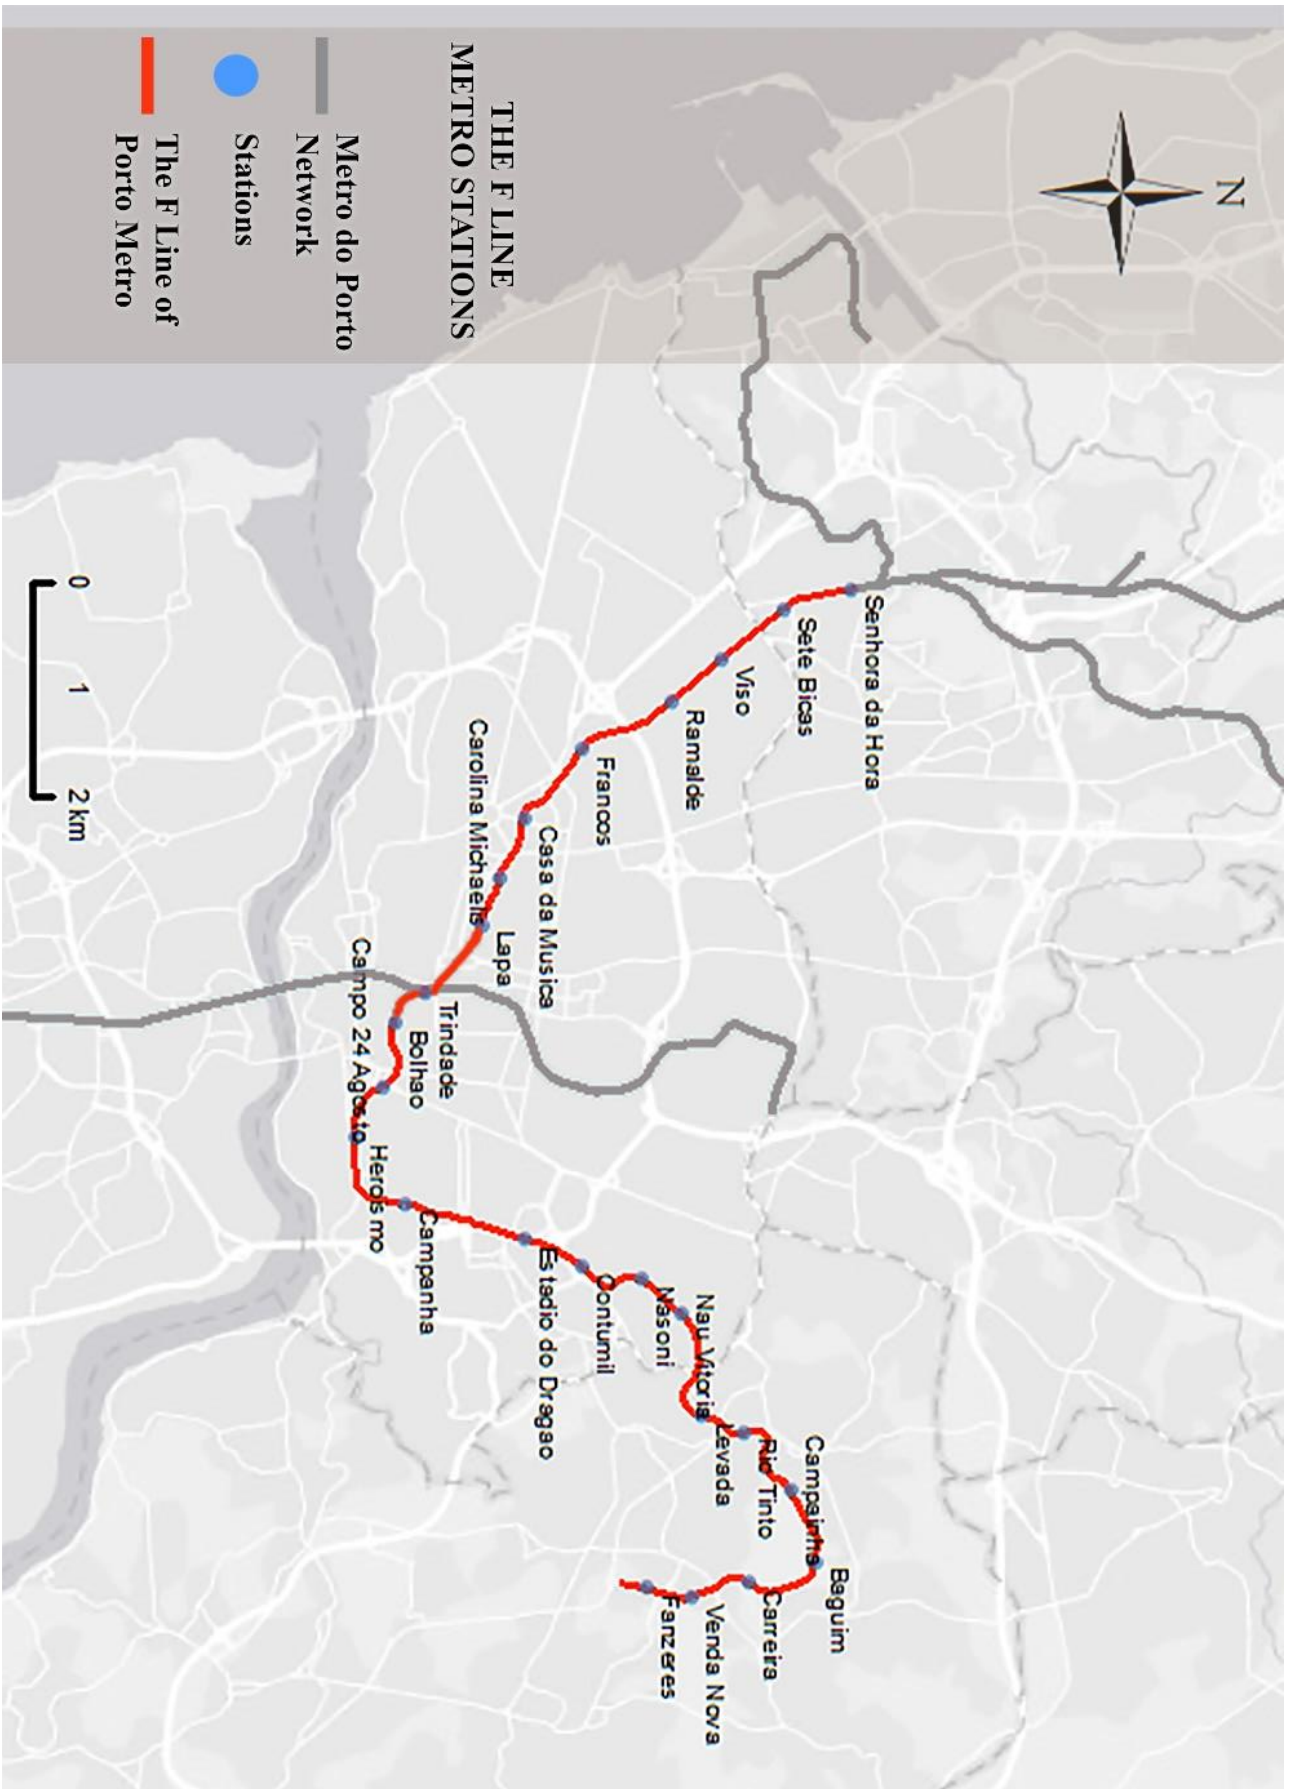 N
THE F LINE
METRO STATIONS
Metro do Porto
Network
Stations
The F Line of
Porto Metro
Senhora da Hora
Sete Bicas
Viso
Ramalde
Francos
Casa da Musica
Carolina Michaelis
Lapa
Trindade
Bolhao
Campo 24 Agosto
Heroismo
Campanha
Estadio do Dragao
Contumil
Nasoni
Nau Vitoria
Levada
Rio Tinto
Campainha
Baguim
Carreira
Venda Nova
Fanzeres
0 1 2 km